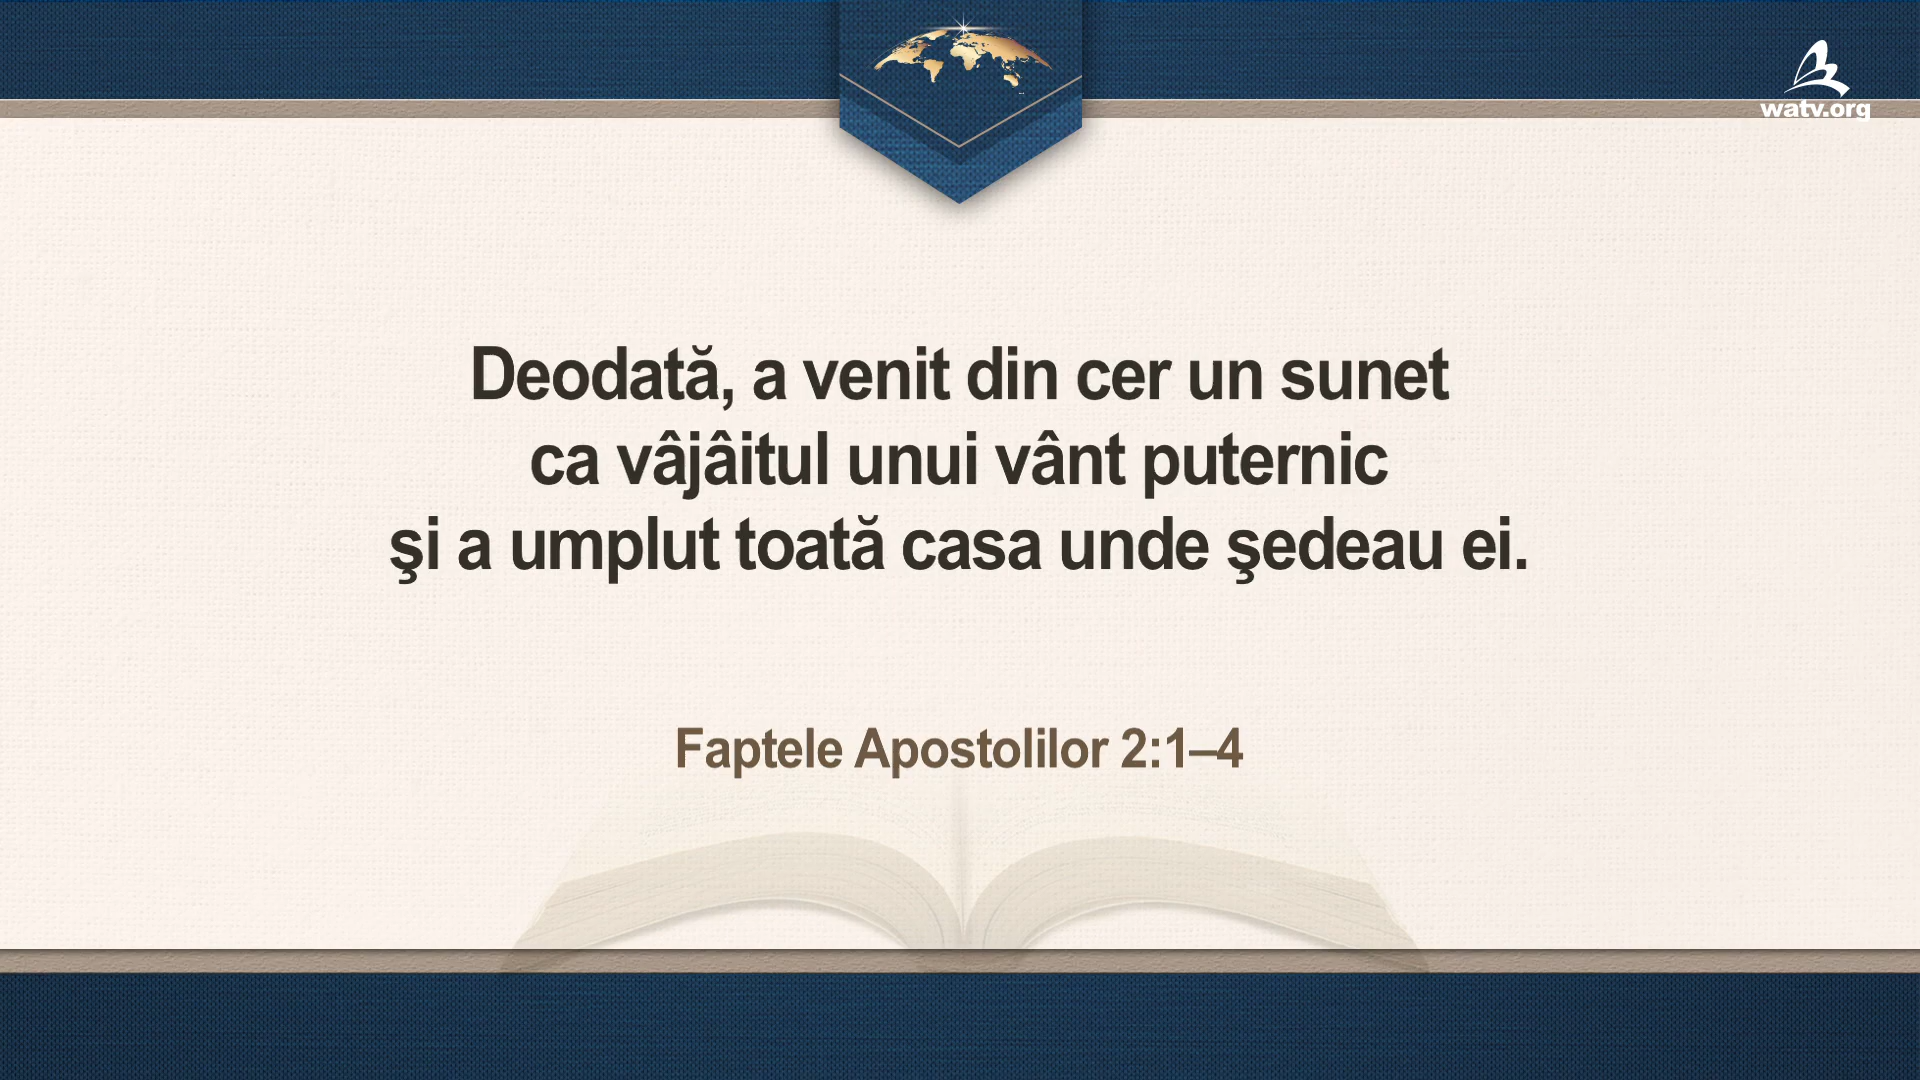 watv.org
Deodată, a venit din cer un sunet
ca vâjâitul unui vânt puternic
şi a umplut toată casa unde şedeau ei.
Faptele Apostolilor 2:1–4